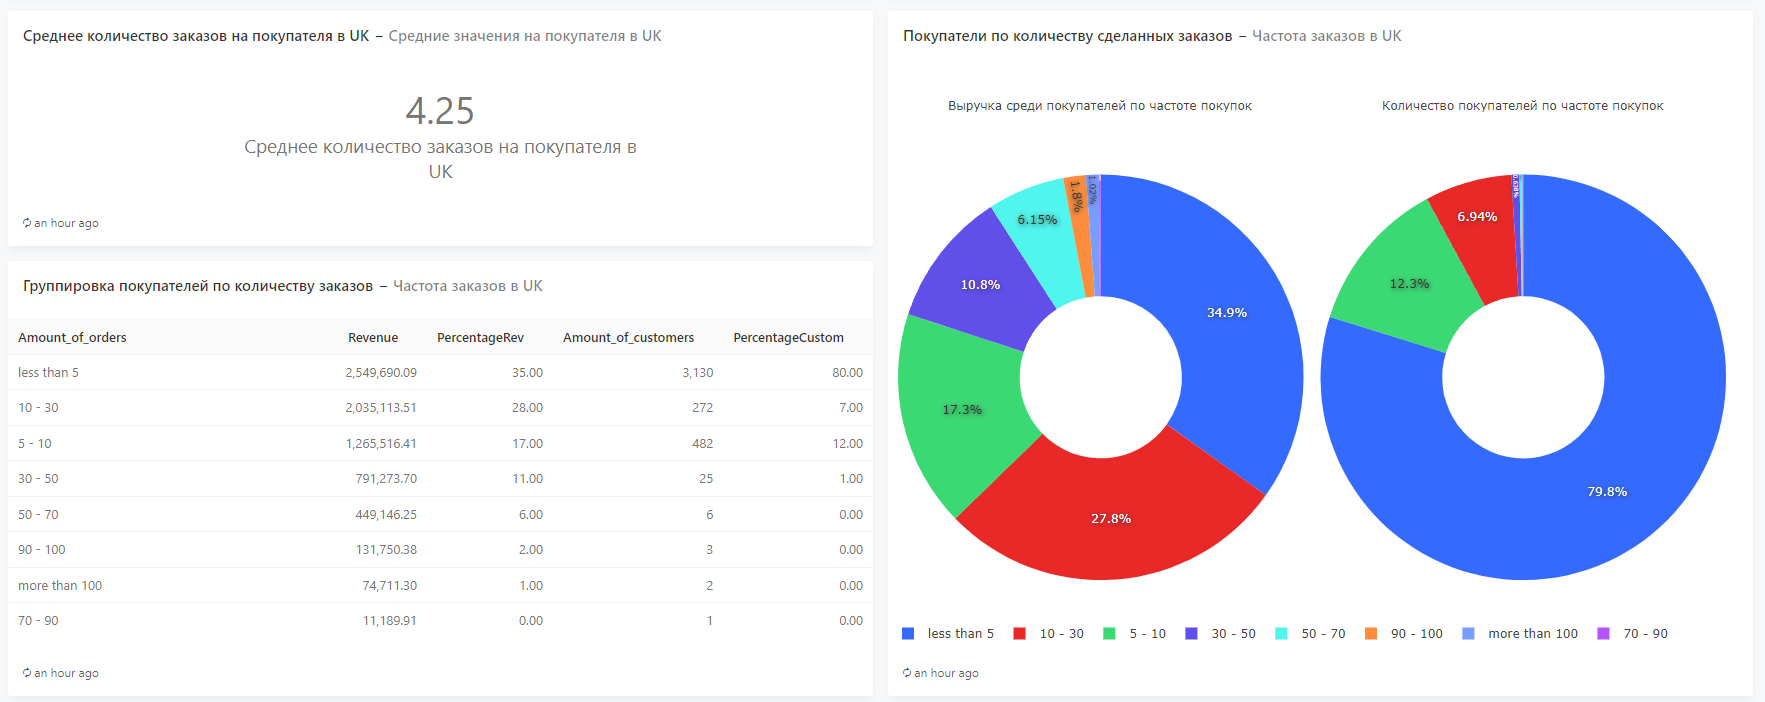 Среднее количество заказов на покупателя в UK – Средние значения на покупателя в UK
4.25
Среднее количество заказов на покупателя в
UK
an hour ago
Группировка покупателей по количеству заказов – Частота заказов в UK
Amount_of_orders Revenue PercentageRev Amount_of_customers PercentageCustom
less than 5 2,549,690.09 35.00 3,130 80.00
10 - 30 2,035,113.51 28.00 272 7.00
5 - 10 1,265,516.41 17.00 482 12.00
30 - 50 791,273.70 11.00 25 1.00
50 - 70 449,146.25 6.00 6 0.00
90 - 100 131,750.38 2.00 3 0.00
more than 100 74,711.30 1.00 2 0.00
70 - 90 11,189.91 0.00 1 0.00
an hour ago
Покупатели по количеству сделанных заказов – Частота заказов в UK
Выручка среди покупателей по частоте покупок
34.9%
27.8%
17.3%
10.8%
6.15%
1.8%
1.02%
Количество покупателей по частоте покупок
79.8%
12.3%
6.94%
0.638%
less than 5 10 - 30 5 - 10 30 - 50 50 - 70 90 - 100 more than 100 70 - 90
an hour ago